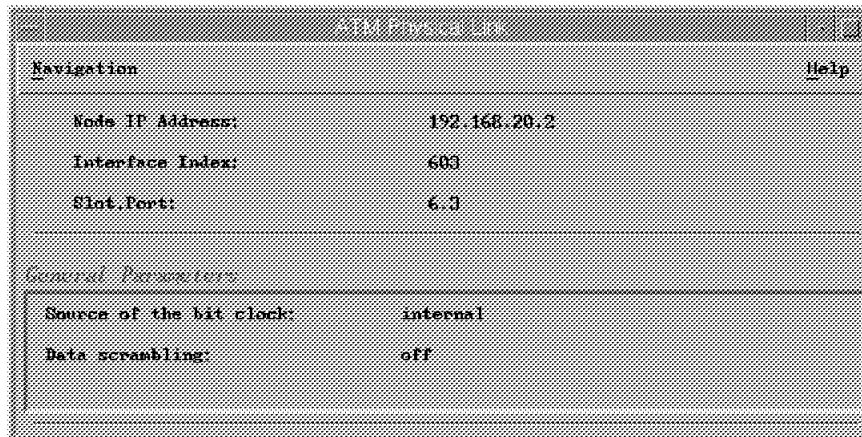 ATM Physical Link
Navigation Help
Node IP Address: 192.168.20.2
Interface Index: 603
Slot.Port: 6.3
General Parameters
Source of the bit clock: internal
Data scrambling: off